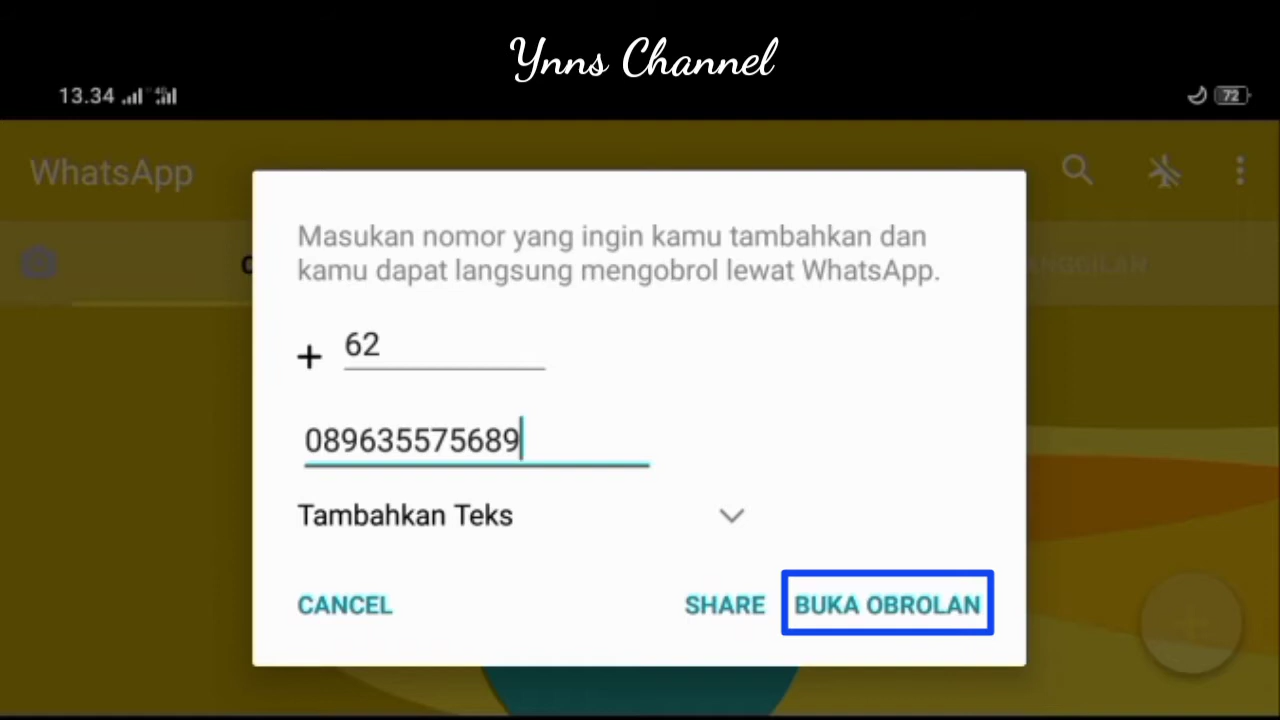 Ynns Channel
13.34
72
WhatsApp
Masukan nomor yang ingin kamu tambahkan dan
kamu dapat langsung mengobrol lewat WhatsApp.
+ 62
089635575689
Tambahkan Teks
CANCEL SHARE BUKA OBROLAN